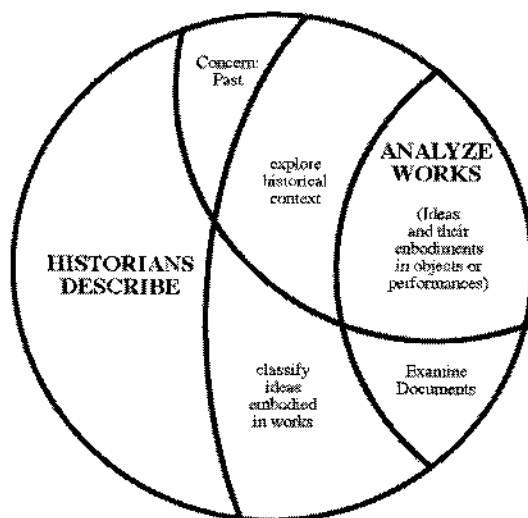 Concern:
Past
explore
historical
context
ANALYZE
WORKS
(Ideas
and their
enbodiments
in objects or
performances)
HISTORIANS
DESCRIBE
classify
ideas
embodied
in works
Examine
Documents